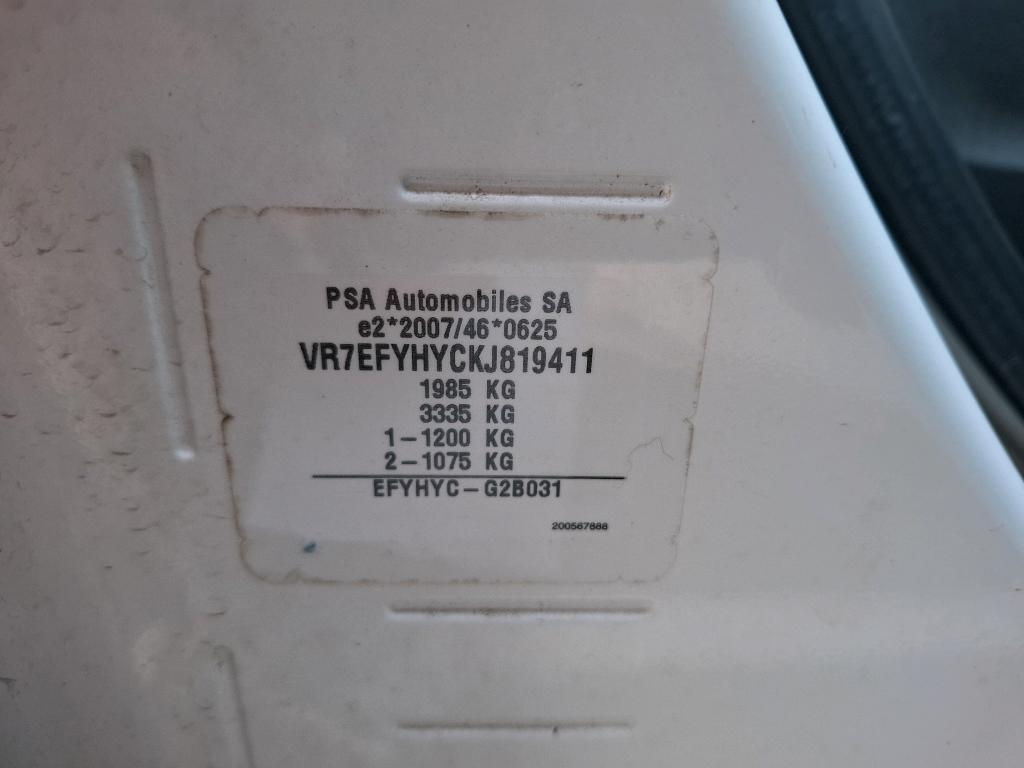 PSA Automobiles SA
e2*2007/46*0625
VR7EFYHYCKJ819411
1985 KG
3335 KG
1-1200 KG
2-1075 KG
EFYHYC-G2B031
200567888